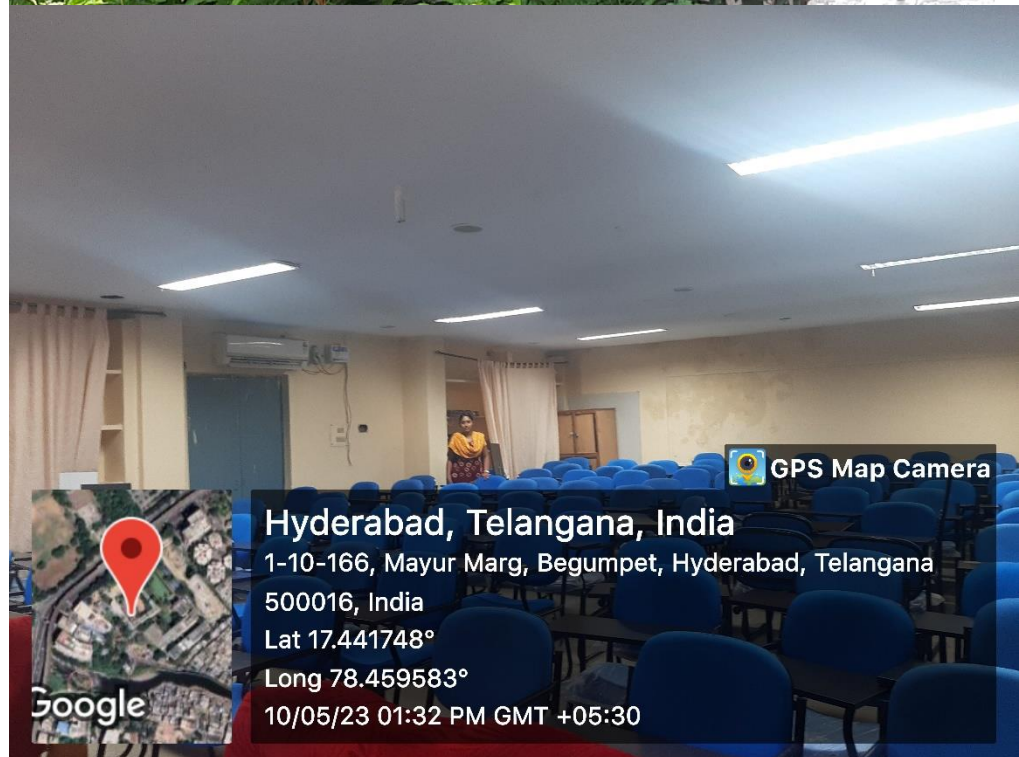 GPS Map Camera
Hyderabad, Telangana, India
1-10-166, Mayur Marg, Begumpet, Hyderabad, Telangana
500016, India
Lat 17.441748°
Long 78.459583°
10/05/23 01:32 PM GMT +05:30
Google